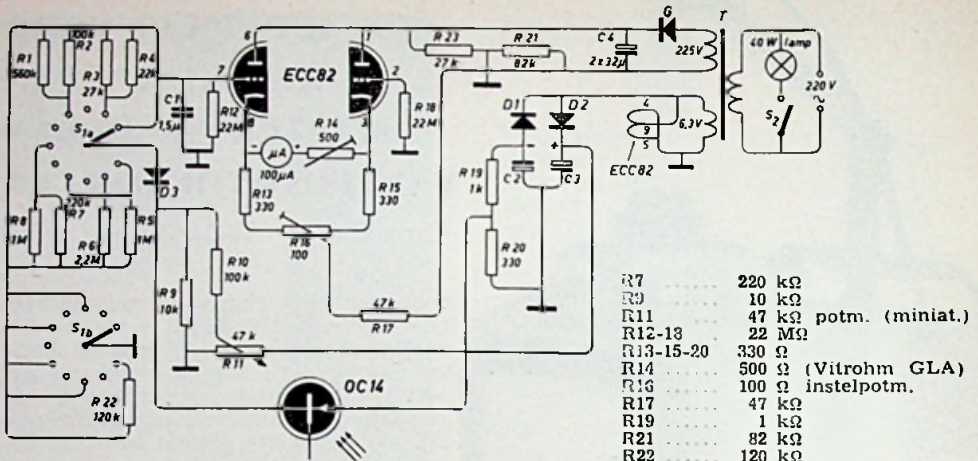 R1
560k
100k
R2
R3
27k
R4
22k
S1a
C1
1,5µ
7
R12
22M
6
ECC82
1
2
8
3
R18
22M
- µA +
100µA
R14
500
R13
330
R15
330
R16
100
R23
27k
R21
82k
C4
2x32µ
G
225V
T
40W lamp
S2
220V
~
6,3V
4
9
5
ECC82
D1
D2
- +
R19
1k
C2
C3
R20
330
D3
R8
1M
220k
R7
R6
2,2M
R5
1M
R9
10k
R10
100k
47k
R11
47k
R17
S1b
R22
120k
OC14
R7 ...... 220 kΩ
R9 ...... 10 kΩ
R11 ...... 47 kΩ potm. (miniat.)
R12-18 ...... 22 MΩ
R13-15-20 330 Ω
R14 ...... 500 Ω (Vitrohm GLA)
R16 ...... 100 Ω instelpotm.
R17 ...... 47 kΩ
R19 ...... 1 kΩ
R21 ...... 82 kΩ
R22 ...... 120 kΩ